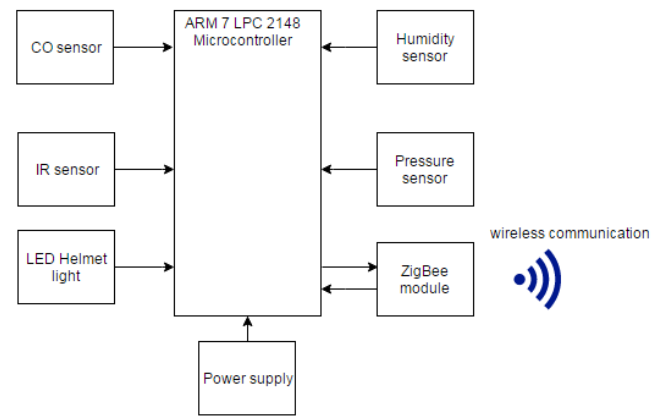 ARM 7 LPC 2148
Microcontroller
CO sensor
Humidity
sensor
IR sensor
Pressure
sensor
LED Helmet
light
ZigBee
module
wireless communication
Power supply